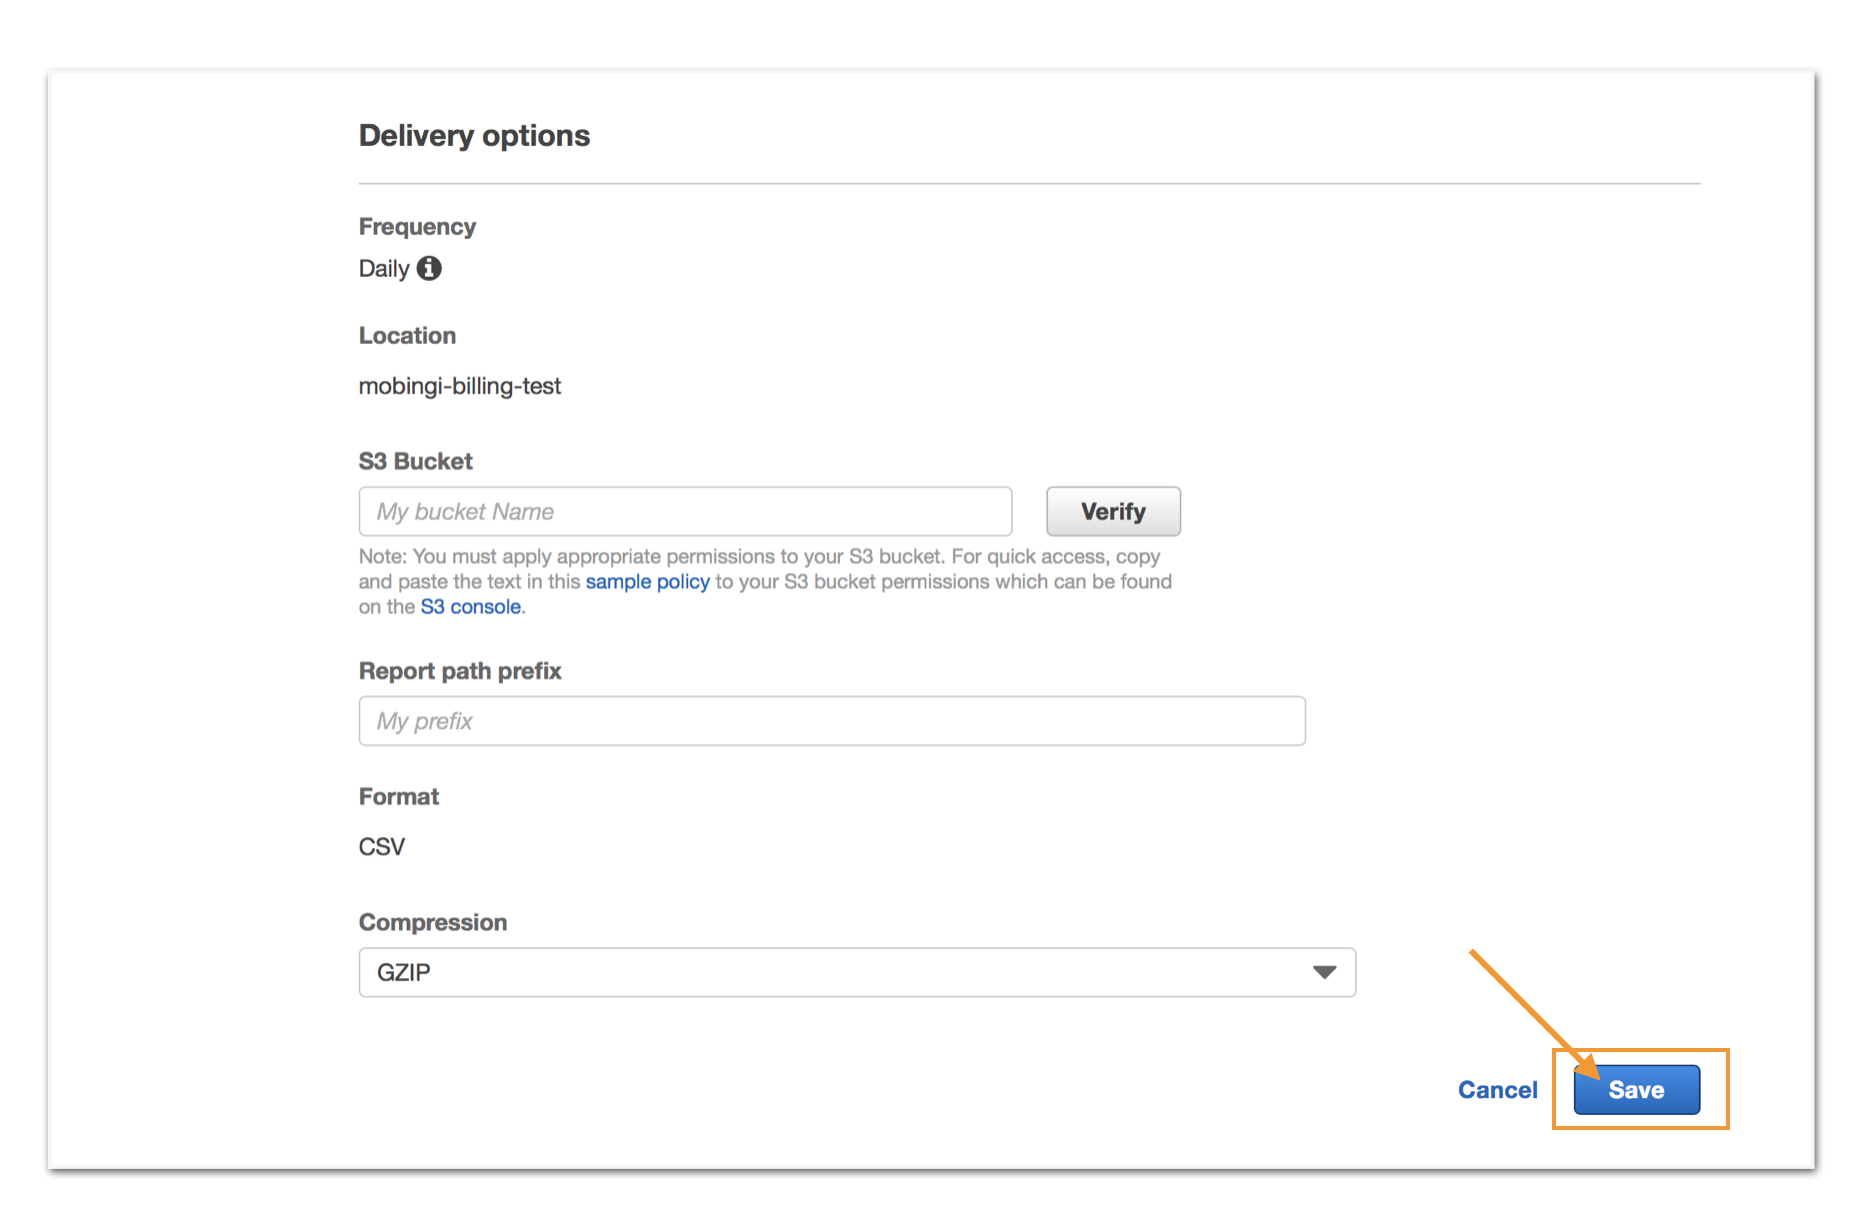 Delivery options
Frequency
Daily
Location
mobingi-billing-test
S3 Bucket
My bucket Name
Verify
Note: You must apply appropriate permissions to your S3 bucket. For quick access, copy
and paste the text in this sample policy to your S3 bucket permissions which can be found
on the S3 console.
Report path prefix
My prefix
Format
CSV
Compression
GZIP
Cancel
Save